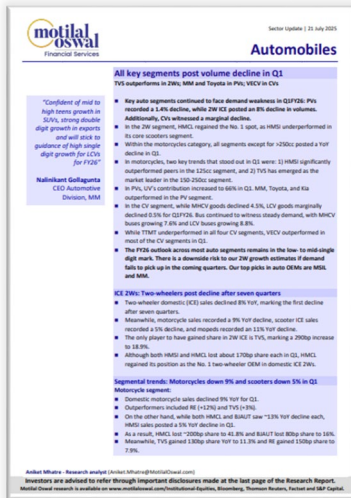 motilal
oswal
Financial Services
Sector Update | 21 July 2025
Automobiles
All key segments post volume decline in Q1
TVS outperforms in 2Ws; MM and Toyota in PVs; VECV in CVs
"Confident of mid to
high teens growth in
SUVs, strong double
digit growth in exports
and will stick to
guidance of high single
digit growth for LCVs
for FY26"
Nalinikant Gollagunta
CEO Automotive
Division, MM
Key auto segments continued to face demand weakness in Q1FY26: PVs
recorded a 1.4% decline, while 2W ICE posted an 8% decline in volumes.
Additionally, CVs witnessed a marginal decline.
In the 2W segment, HMCL regained the No. 1 spot, as HMSI underperformed in
its core scooters segment.
Within the motorcycles category, all segments except for >250cc posted a YoY
decline in Q1.
In motorcycles, two key trends that stood out in Q1 were: 1) HMSI significantly
outperformed peers in the 125cc segment, and 2) TVS has emerged as the
market leader in the 150-250cc segment.
In PVs, UV's contribution increased to 66% in Q1. MM, Toyota, and Kia
outperformed in the PV segment.
In the CV segment, while MHCV goods declined 4.5%, LCV goods marginally
declined 0.5% for Q1FY26. Bus continued to witness steady demand, with MHCV
buses growing 7.6% and LCV buses growing 8.8%.
While TTMT underperformed in all four CV segments, VECV outperformed in
most of the CV segments in Q1.
The FY26 outlook across most auto segments remains in the low- to mid-single
digit mark. There is a downside risk to our 2W growth estimates if demand
fails to pick up in the coming quarters. Our top picks in auto OEMs are MSIL
and MM.
ICE 2Ws: Two-wheelers post decline after seven quarters
Two-wheeler domestic (ICE) sales declined 8% YoY, marking the first decline
after seven quarters.
Meanwhile, motorcycle sales recorded a 9% YoY decline, scooter ICE sales
recorded a 5% decline, and mopeds recorded an 11% YoY decline.
The only player to have gained share in 2W ICE is TVS, marking a 290bp increase
to 18.9%.
Although both HMSI and HMCL lost about 170bp share each in Q1, HMCL
regained its position as the No. 1 two-wheeler OEM in domestic ICE 2Ws.
Segmental trends: Motorcycles down 9% and scooters down 5% in Q1
Motorcycle segment:
Domestic motorcycle sales declined 9% YoY for Q1.
Outperformers included RE (+12%) and TVS (+3%).
On the other hand, while both HMCL and BJAUT saw ~13% YoY decline each,
HMSI sales posted a 5% YoY decline in Q1.
As a result, HMCL lost ~200bp share to 41.8% and BJAUT lost 80bp share to 16%.
Meanwhile, TVS gained 130bp share YoY to 11.3% and RE gained 150bp share to
7.9%.
Aniket Mhatre - Research analyst (Aniket.Mhatre@MotilalOswal.com)
Investors are advised to refer through important disclosures made at the last page of the Research Report.
Motilal Oswal research is available on www.motilaloswal.com/Institutional-Equities, Bloomberg, Thomson Reuters, Factset and S&P Capital.